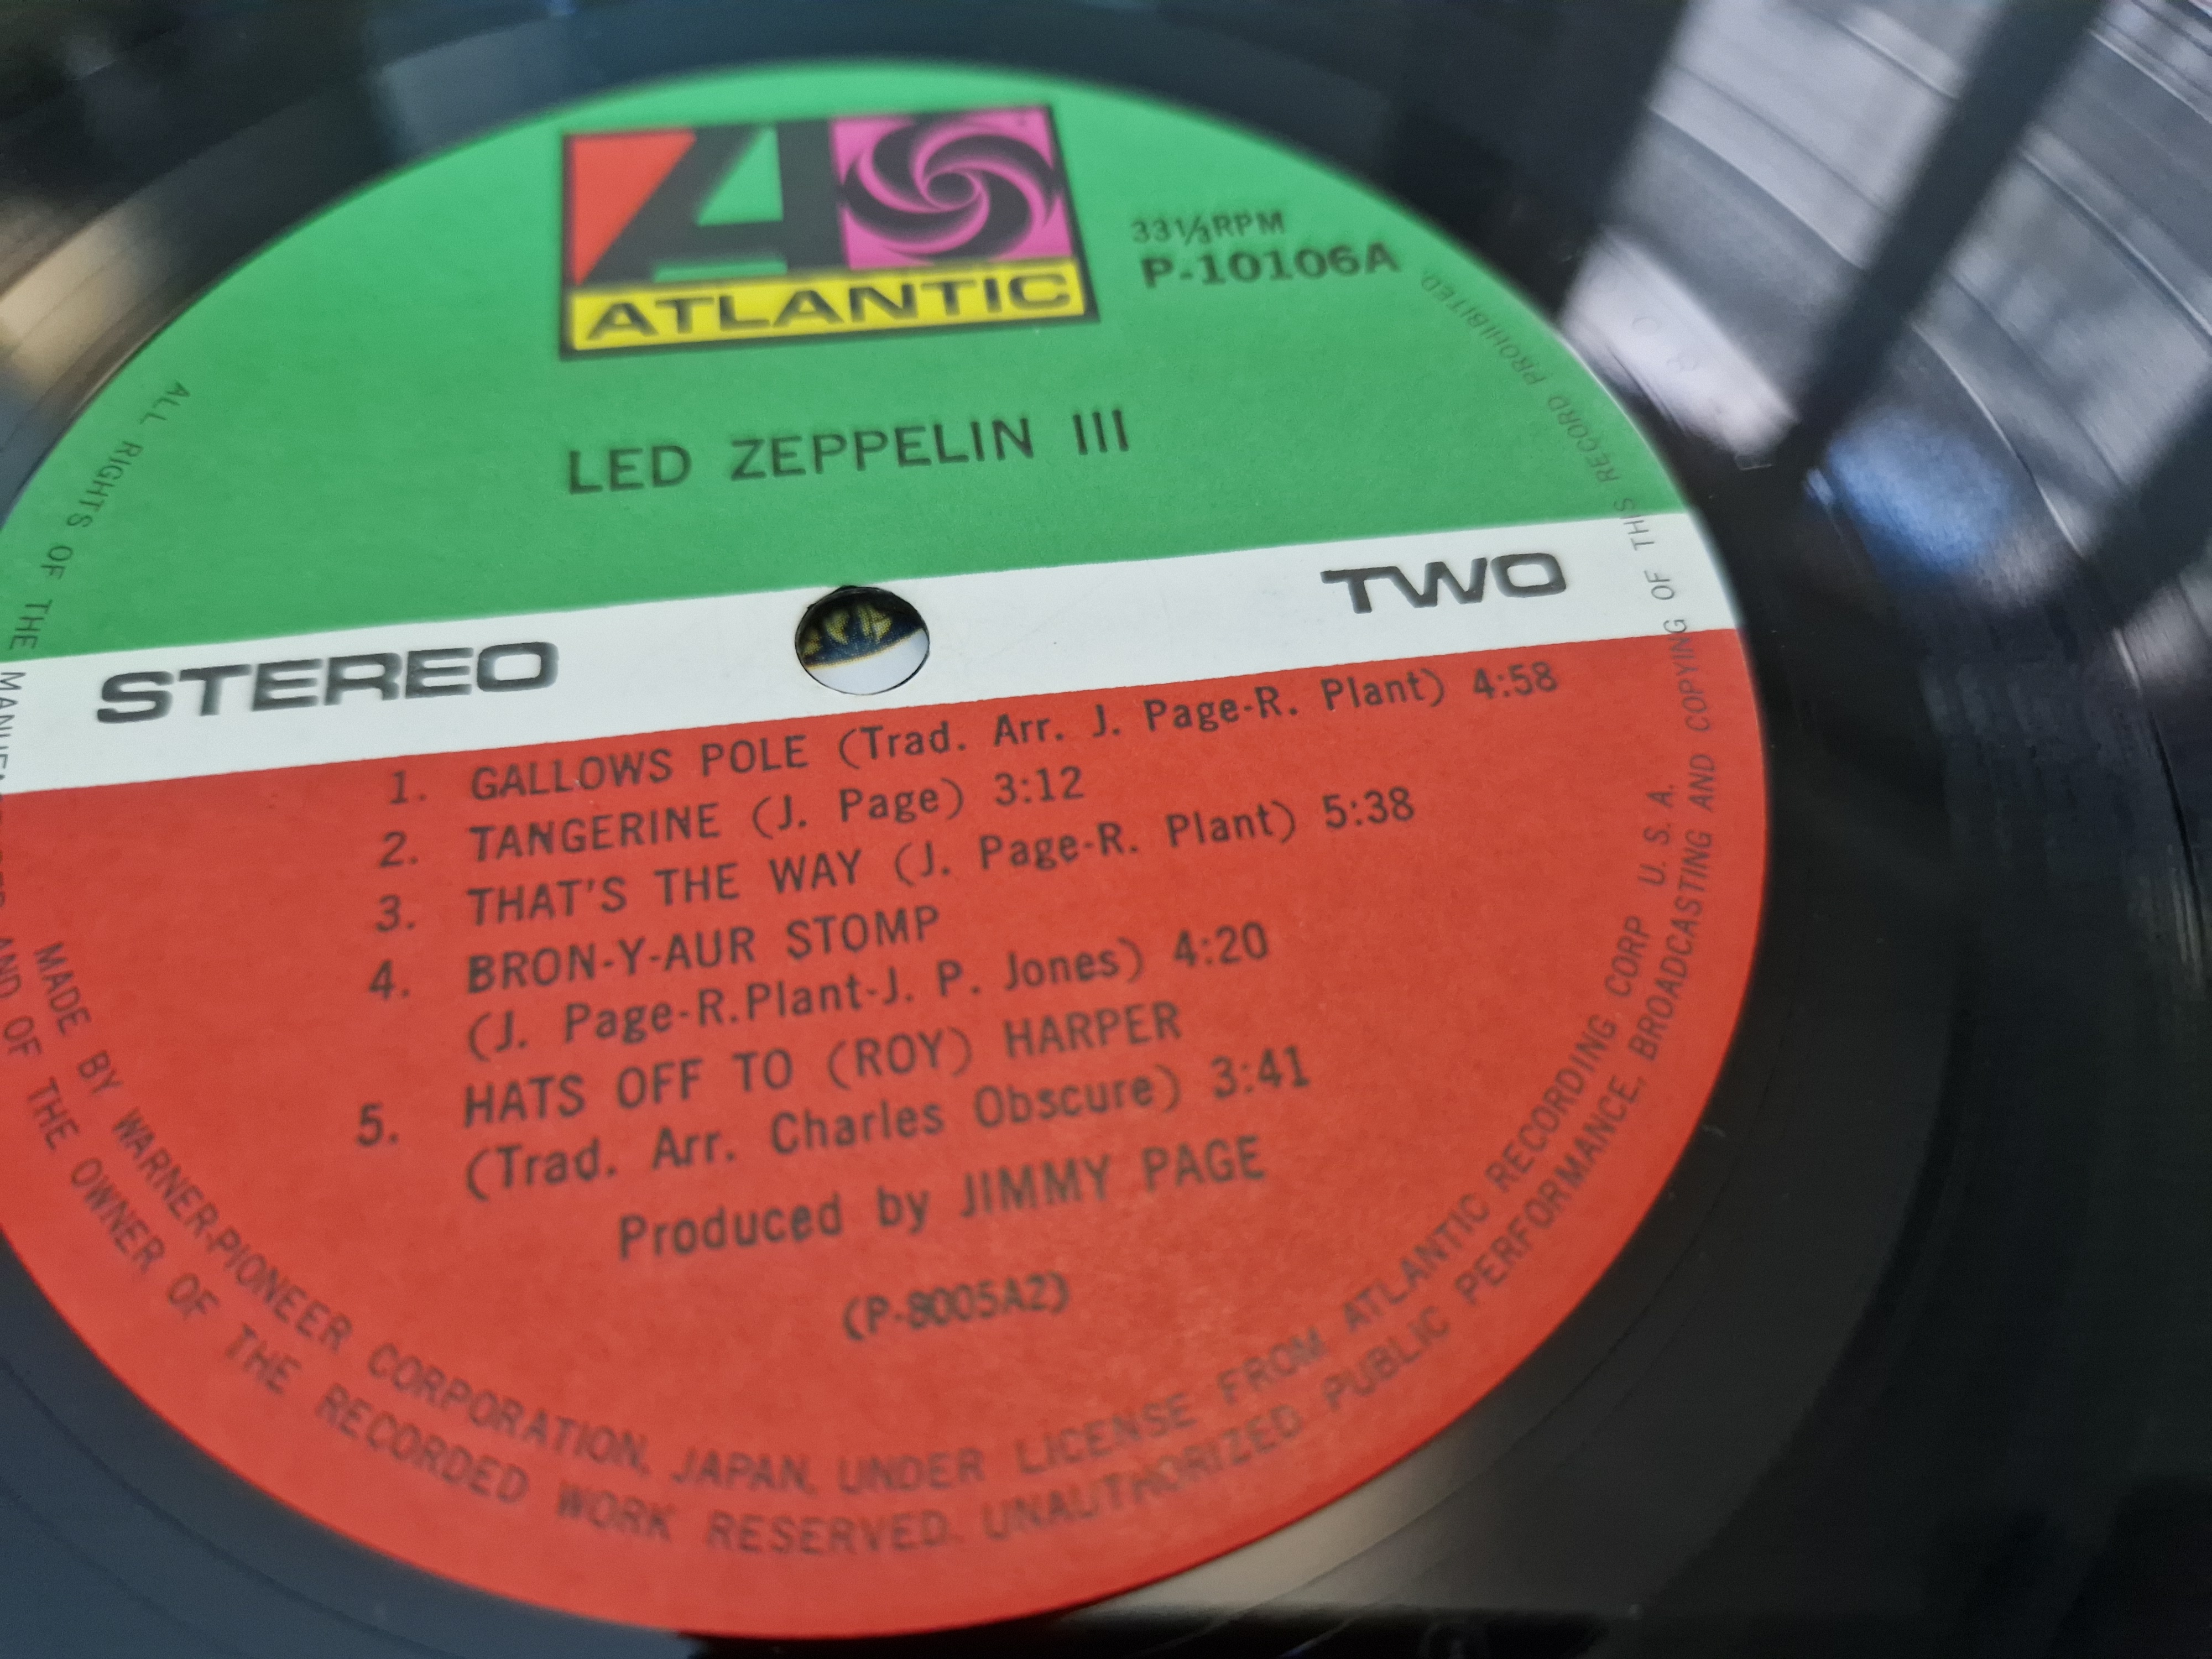 ATLANTIC
33⅓RPM
P-10106A
LED ZEPPELIN III
STEREO
TWO
1. GALLOWS POLE (Trad. Arr. J. Page-R. Plant) 4:58
2. TANGERINE (J. Page) 3:12
3. THAT'S THE WAY (J. Page-R. Plant) 5:38
4. BRON-Y-AUR STOMP
(J. Page-R.Plant-J. P. Jones) 4:20
5. HATS OFF TO (ROY) HARPER
(Trad. Arr. Charles Obscure) 3:41
Produced by JIMMY PAGE
(P-8005A2)
MADE BY WARNER-PIONEER CORPORATION, JAPAN, UNDER LICENSE FROM ATLANTIC RECORDING CORP U. S. A.
ALL RIGHTS OF THE AND OF THE OWNER OF THE RECORDED WORK RESERVED. UNAUTHORIZED PUBLIC PERFORMANCE, BROADCASTING AND COPYING OF THIS RECORD PROHIBITED.